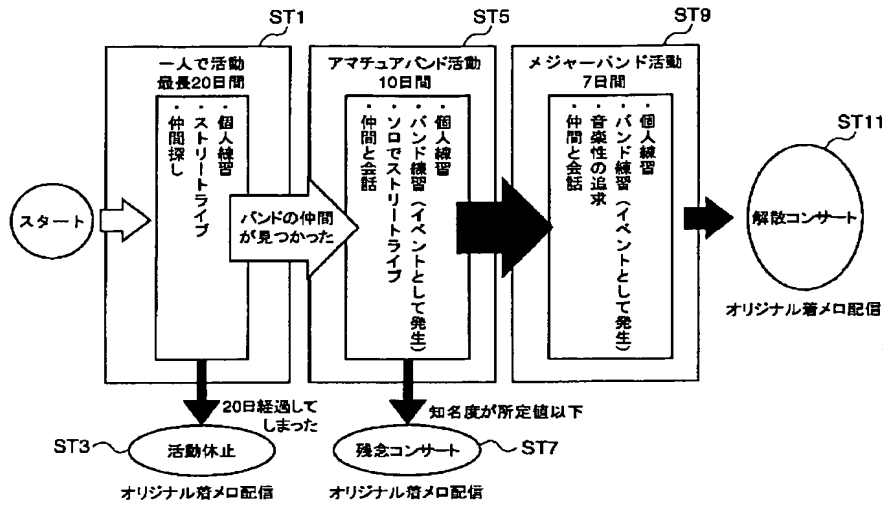 ST1
ST5
ST9
ST11
一人で活動
最長20日間
・個人練習
・ストリートライブ
・仲間探し
アマチュアバンド活動
10日間
・個人練習
・バンド練習(イベントとして発生)
・ソロでストリートライブ
・仲間と会話
メジャーバンド活動
7日間
・個人練習
・バンド練習(イベントとして発生)
・音楽性の追求
・仲間と会話
スタート
バンドの仲間
が見つかった
解散コンサート
オリジナル着メロ配信
20日経過して
しまった
知名度が所定値以下
ST3
活動休止
オリジナル着メロ配信
残念コンサート
ST7
オリジナル着メロ配信